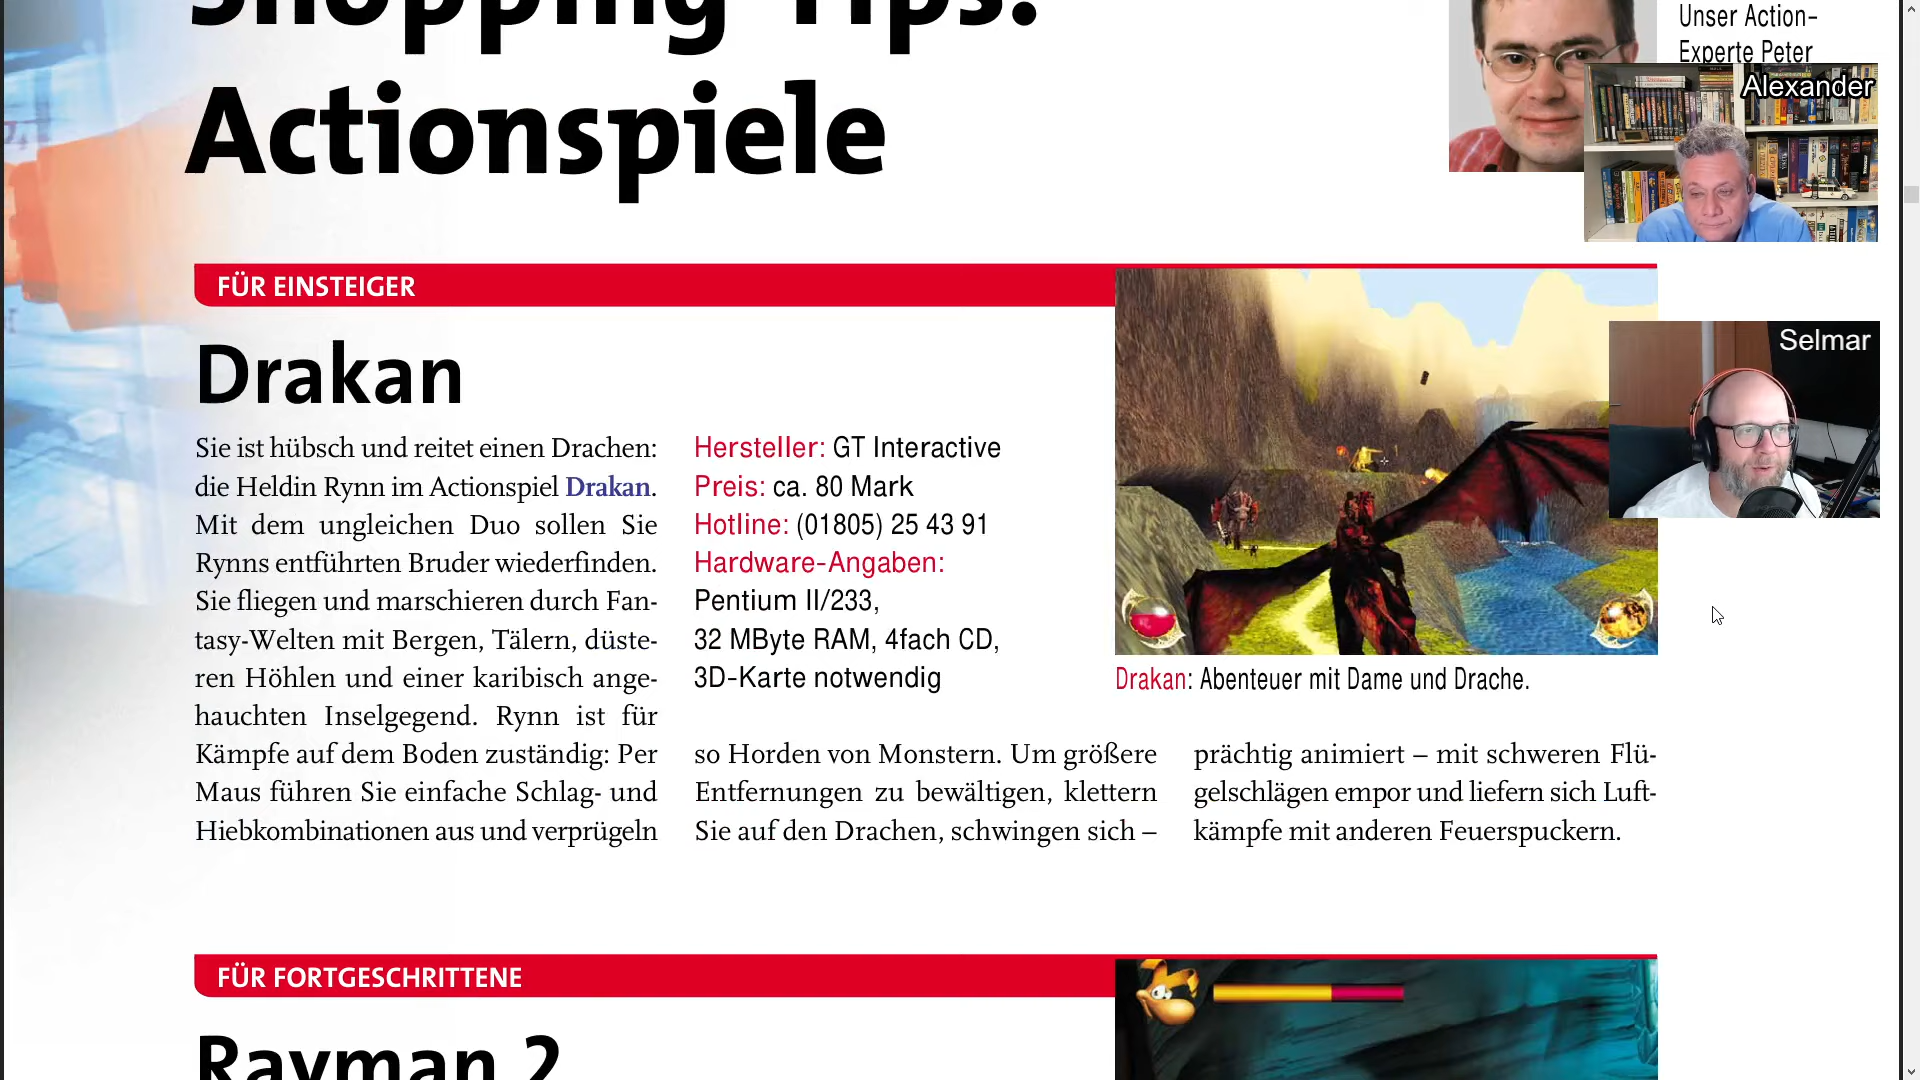 Shopping Tips:
Actionspiele
Unser Action-
Experte Peter
Alexander
FÜR EINSTEIGER
Selmar
Drakan
Sie ist hübsch und reitet einen Drachen:
die Heldin Rynn im Actionspiel Drakan.
Mit dem ungleichen Duo sollen Sie
Rynns entführten Bruder wiederfinden.
Sie fliegen und marschieren durch Fan-
tasy-Welten mit Bergen, Tälern, düste-
ren Höhlen und einer karibisch ange-
hauchten Inselgegend. Rynn ist für
Kämpfe auf dem Boden zuständig: Per
Maus führen Sie einfache Schlag- und
Hiebkombinationen aus und verprügeln
Hersteller: GT Interactive
Preis: ca. 80 Mark
Hotline: (01805) 25 43 91
Hardware-Angaben:
Pentium II/233,
32 MByte RAM, 4fach CD,
3D-Karte notwendig
so Horden von Monstern. Um größere
Entfernungen zu bewältigen, klettern
Sie auf den Drachen, schwingen sich –
Drakan: Abenteuer mit Dame und Drache.
prächtig animiert – mit schweren Flü-
gelschlägen empor und liefern sich Luft-
kämpfe mit anderen Feuerspuckern.
FÜR FORTGESCHRITTENE
Rayman 2